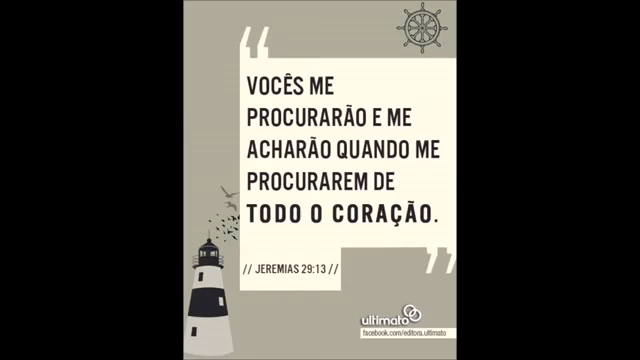 VOCÊS ME
PROCURARÃO E ME
ACHARÃO QUANDO ME
PROCURAREM DE
TODO O CORAÇÃO.
// JEREMIAS 29:13 //
ultimato
facebook.com/editora.ultimato